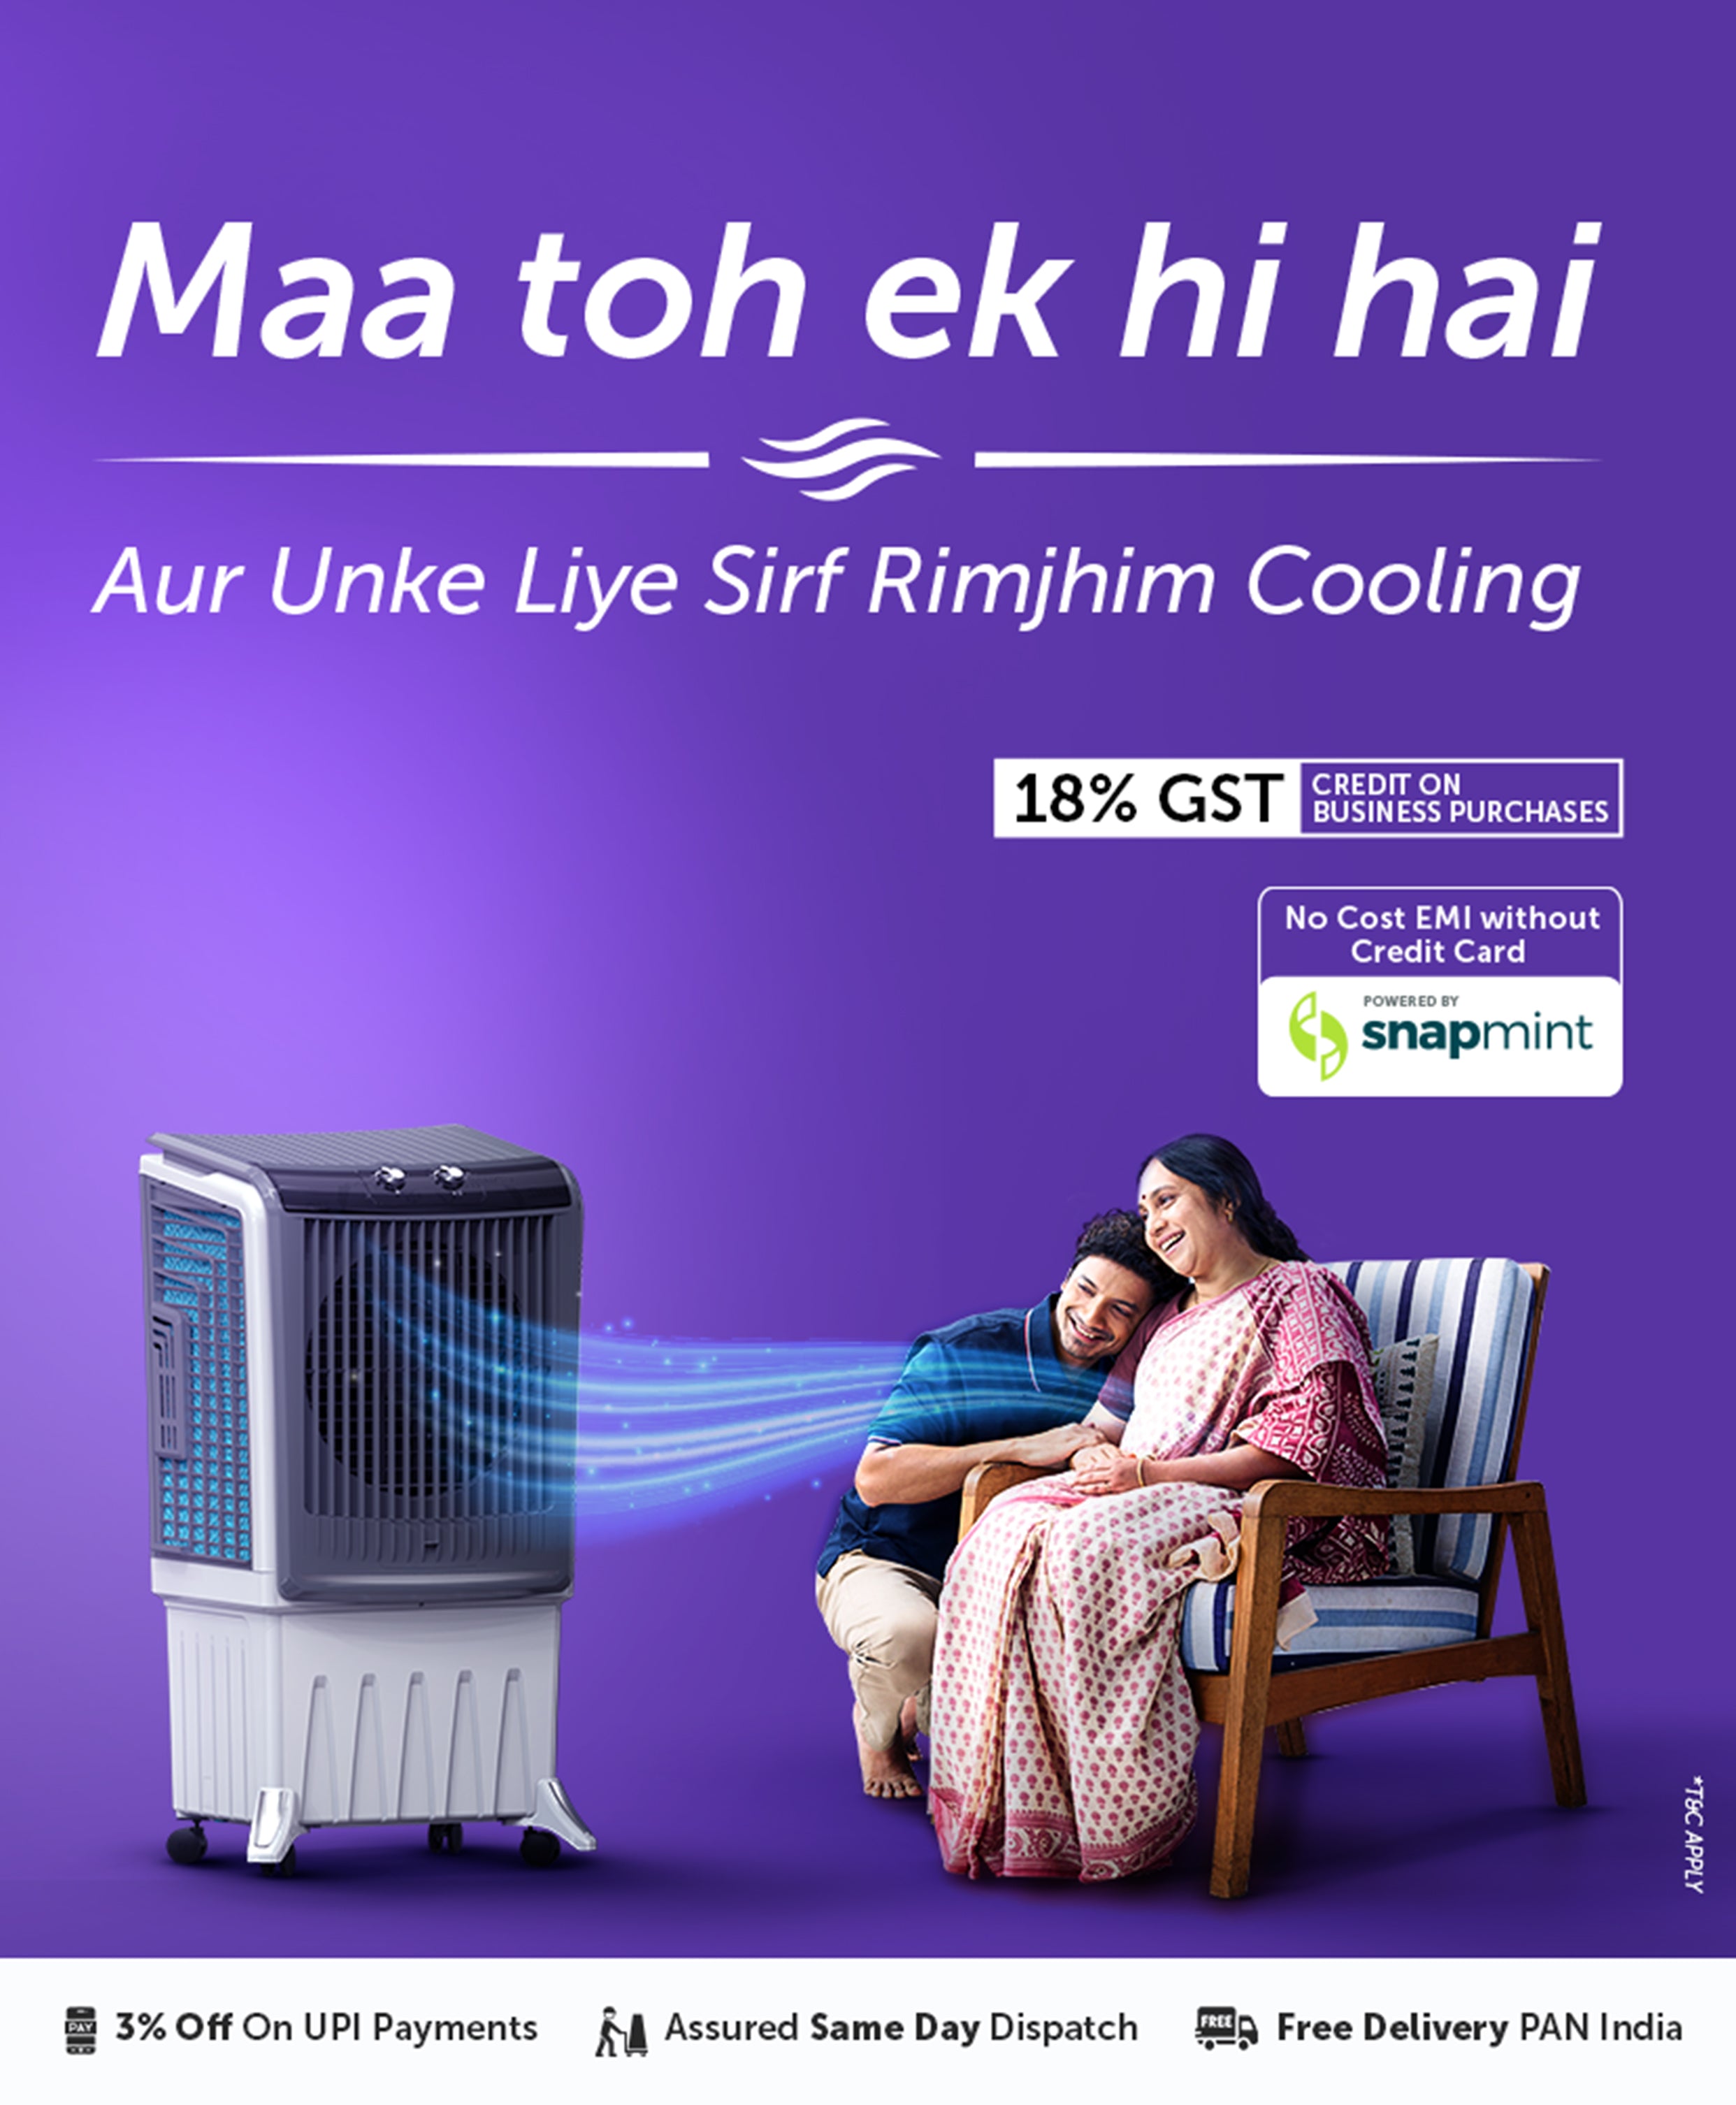 Maa toh ek hi hai
Aur Unke Liye Sirf Rimjhim Cooling
18% GST
CREDIT ON
BUSINESS PURCHASES
No Cost EMI without
Credit Card
POWERED BY
snapmint
*T&C APPLY
PAY
3% Off On UPI Payments
Assured Same Day Dispatch
FREE
Free Delivery PAN India